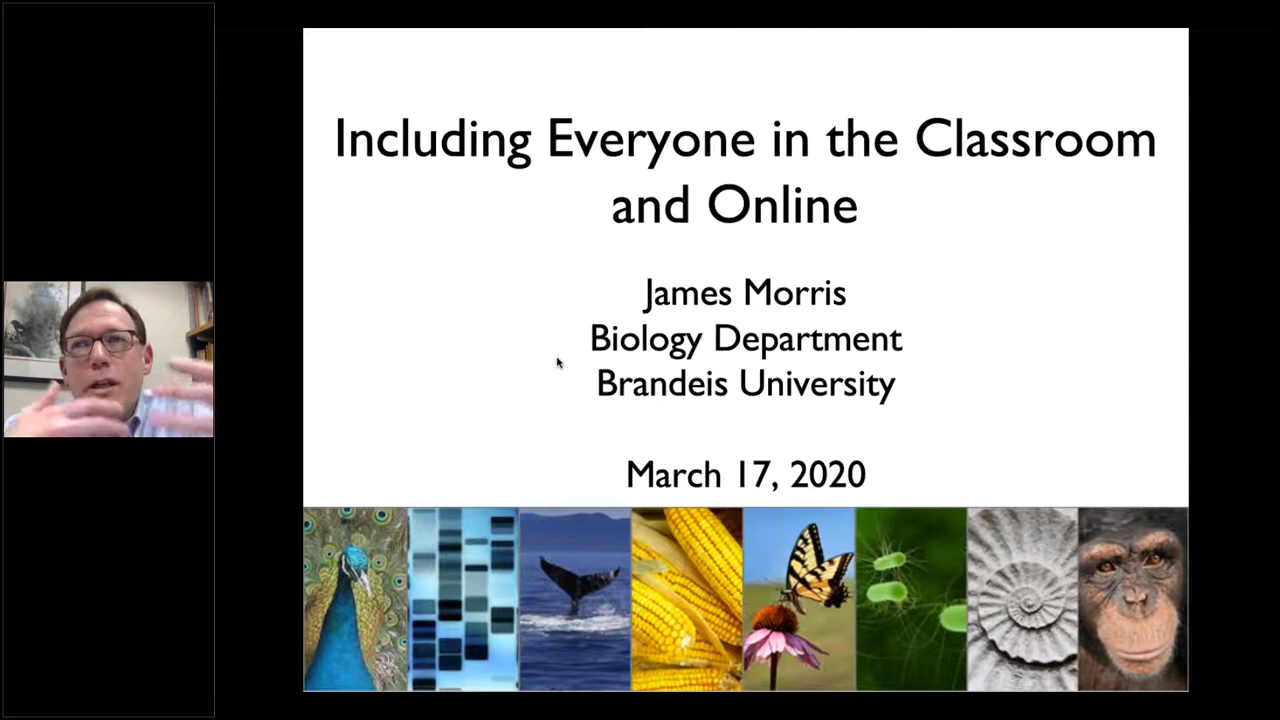 Including Everyone in the Classroom
and Online
James Morris
Biology Department
Brandeis University
March 17, 2020